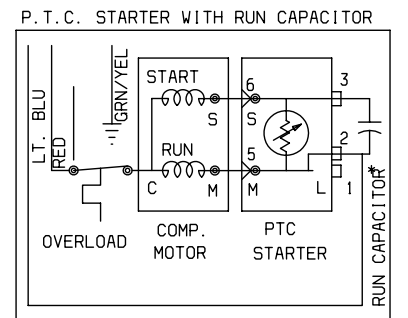 P.T.C. STARTER WITH RUN CAPACITOR
LT. BLU
RED
GRN/YEL
START
S
RUN
C
M
6
S
5
M
3
2
L
1
*
OVERLOAD
COMP.
MOTOR
PTC
STARTER
RUN CAPACITOR